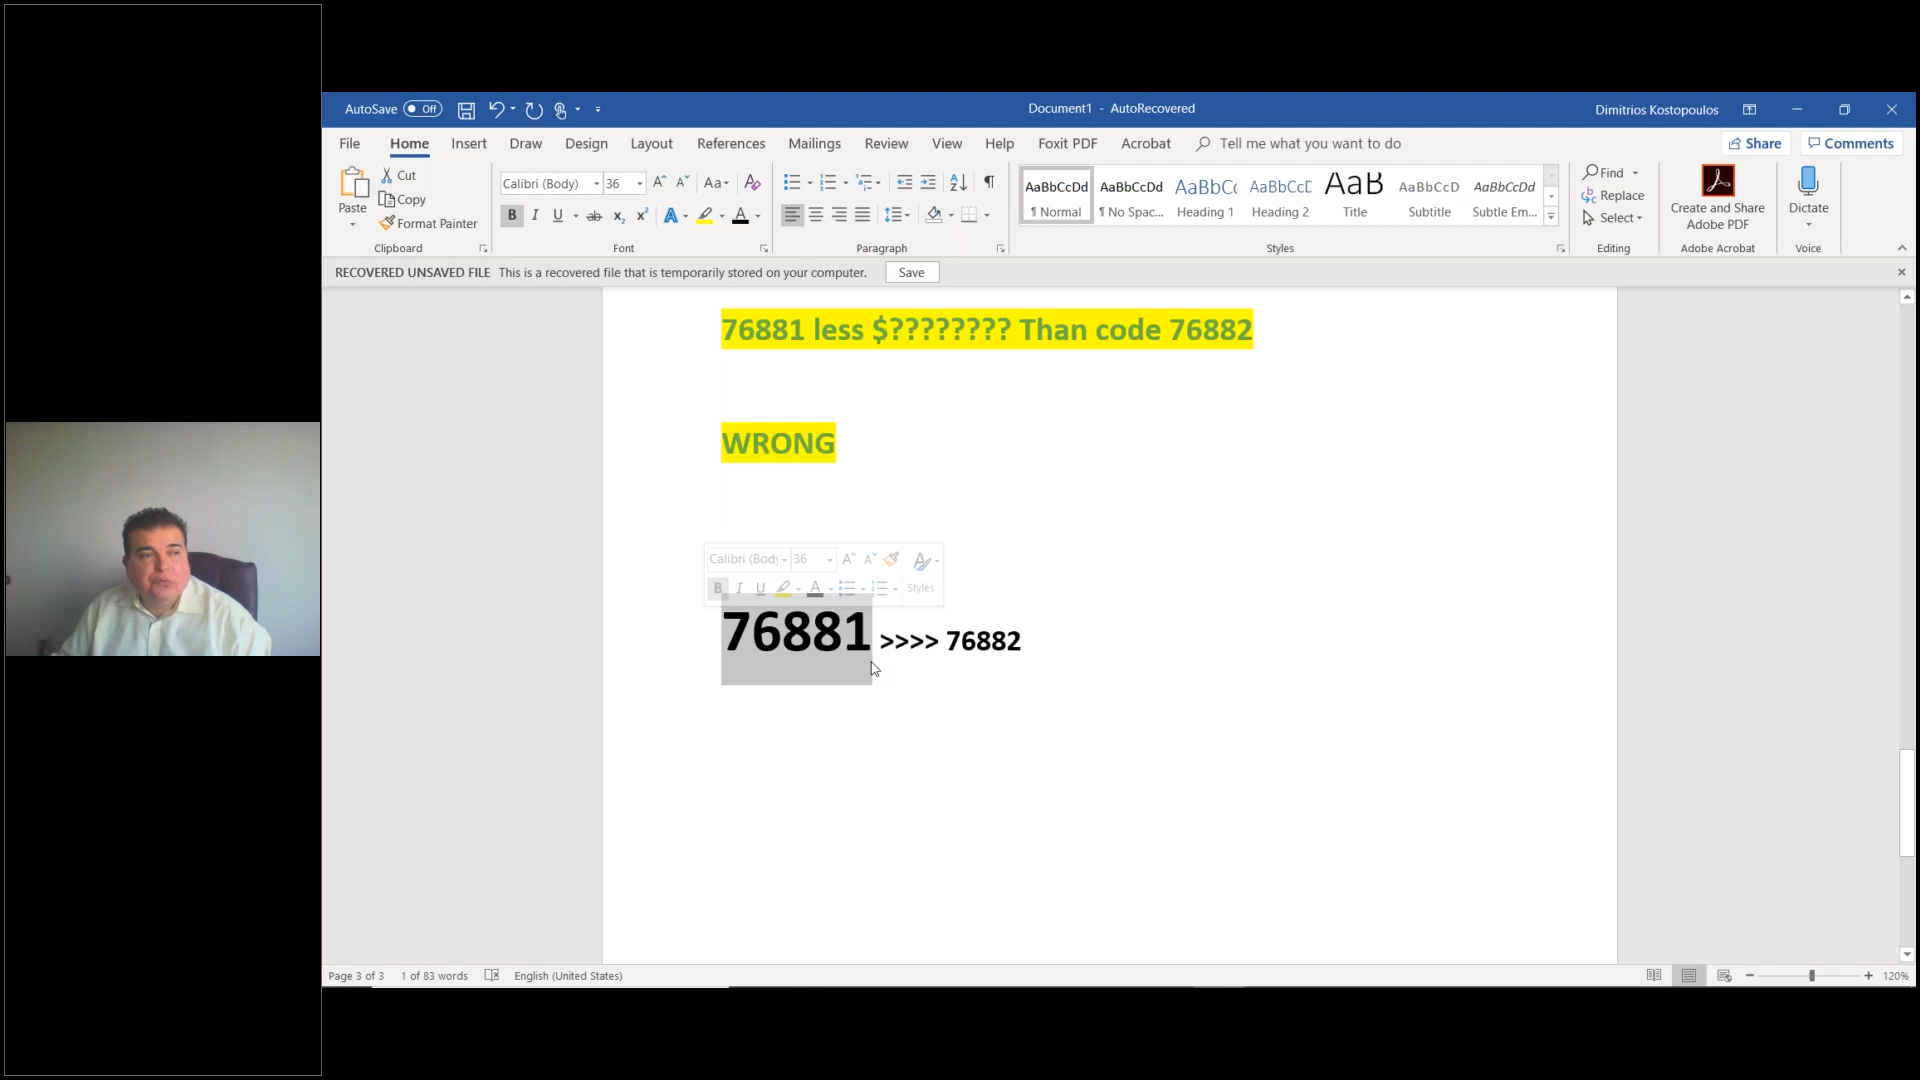 AutoSave Off
Document1 - AutoRecovered
Dimitrios Kostopoulos
File Home Insert Draw Design Layout References Mailings Review View Help Foxit PDF Acrobat Tell me what you want to do Share Comments
Paste
Cut
Copy
Format Painter
Clipboard
Calibri (Body) 36
Font
Paragraph
AaBbCcDd AaBbCcDd AaBbCc AaBbCcD AaB AaBbCcD AaBbCcDd
¶ Normal ¶ No Spac... Heading 1 Heading 2 Title Subtitle Subtle Em...
Styles
Find
Replace
Select
Editing
Create and Share
Adobe PDF
Adobe Acrobat
Dictate
Voice
RECOVERED UNSAVED FILE This is a recovered file that is temporarily stored on your computer. Save
76881 less $???????? Than code 76882
WRONG
Calibri (Body 36
Styles
76881 >>>> 76882
Page 3 of 3 1 of 83 words English (United States) 120%